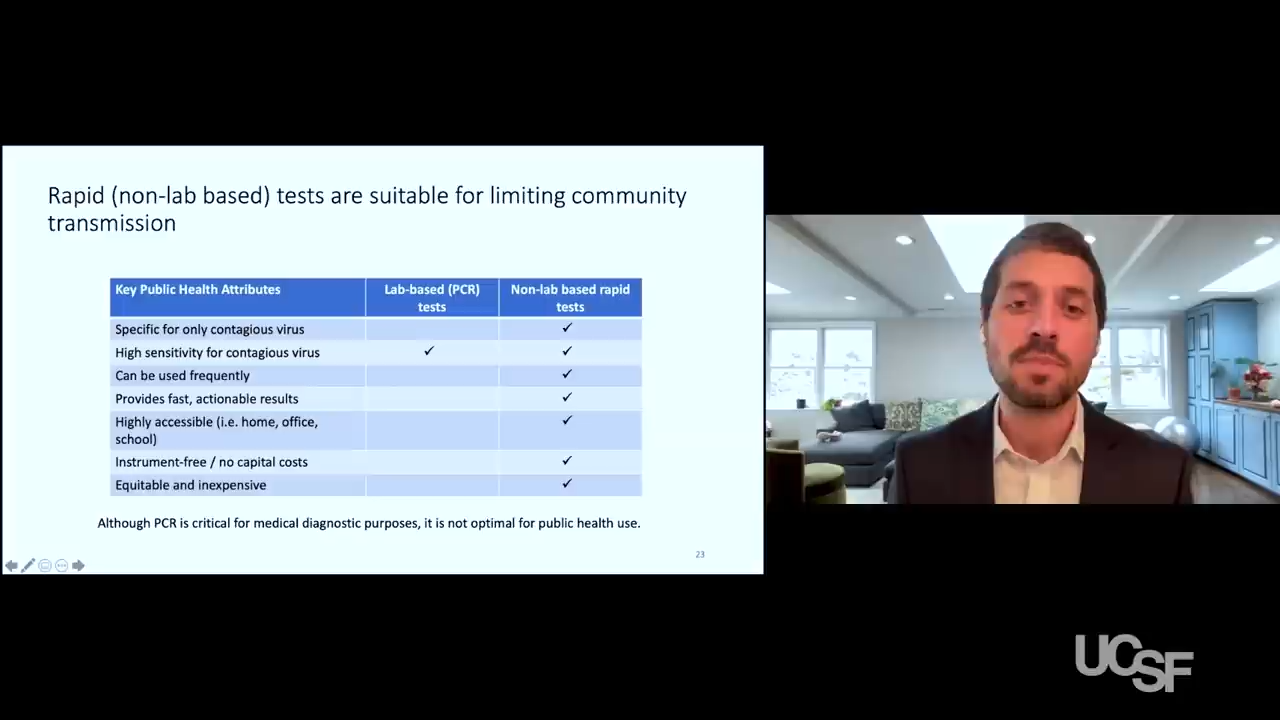 Rapid (non-lab based) tests are suitable for limiting community
transmission
Key Public Health Attributes
Lab-based (PCR)
tests
Non-lab based rapid
tests
Specific for only contagious virus ✓
High sensitivity for contagious virus ✓ ✓
Can be used frequently ✓
Provides fast, actionable results ✓
Highly accessible (i.e. home, office, ✓
school)
Instrument-free / no capital costs ✓
Equitable and inexpensive ✓
Although PCR is critical for medical diagnostic purposes, it is not optimal for public health use.
23
UCSF